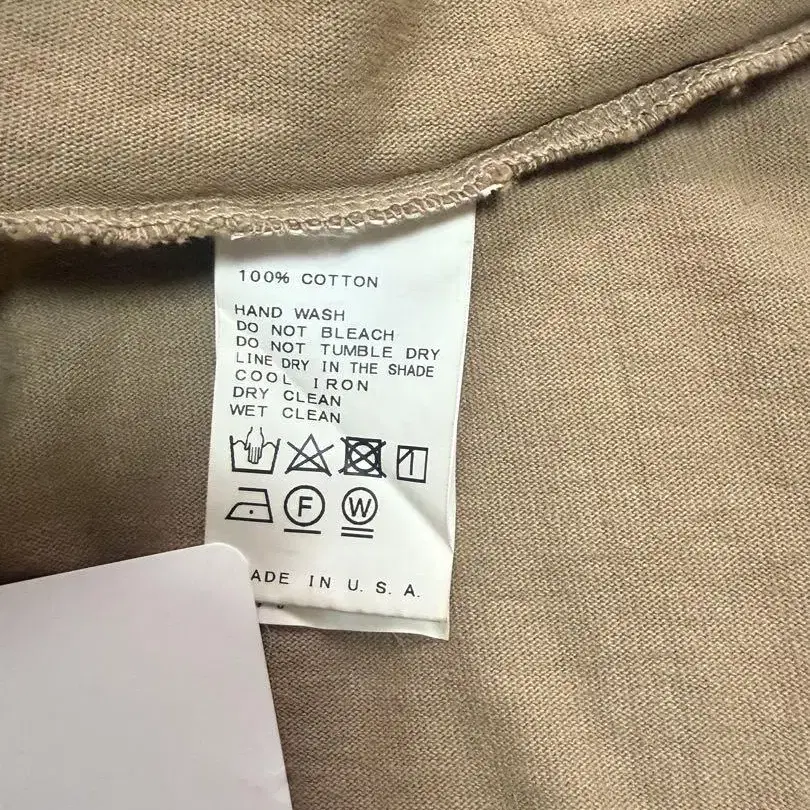 100% COTTON
HAND WASH
DO NOT BLEACH
DO NOT TUMBLE DRY
LINE DRY IN THE SHADE
COOL IRON
DRY CLEAN
WET CLEAN
F W
ADE IN U. S. A.